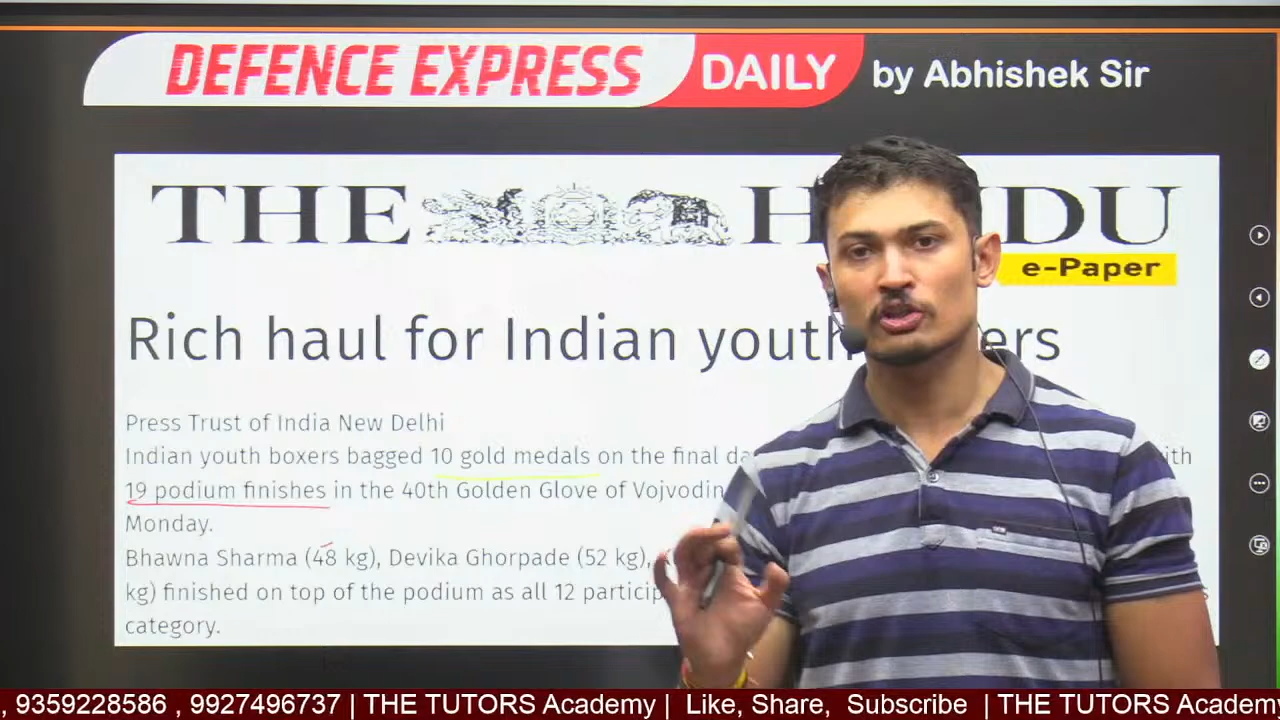 DEFENCE EXPRESS DAILY by Abhishek Sir
THE H NDU
e-Paper
Rich haul for Indian youth ers
Press Trust of India New Delhi
Indian youth boxers bagged 10 gold medals on the final da ith
19 podium finishes in the 40th Golden Glove of Vojvodin
Monday.
Bhawna Sharma (48 kg), Devika Ghorpade (52 kg),
kg) finished on top of the podium as all 12 particip
category.
, 9359228586 , 9927496737 | THE TUTORS Academy | Like, Share, Subscribe | THE TUTORS Academ